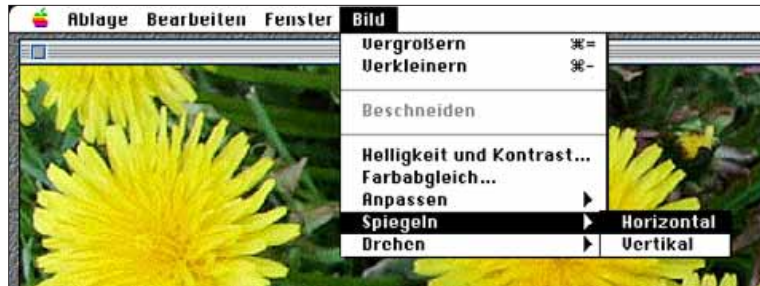 Ablage Bearbeiten Fenster Bild
Vergrößern ⌘=
Verkleinern ⌘-
Beschneiden
Helligkeit und Kontrast...
Farbabgleich...
Anpassen
Spiegeln Horizontal
Drehen Vertikal